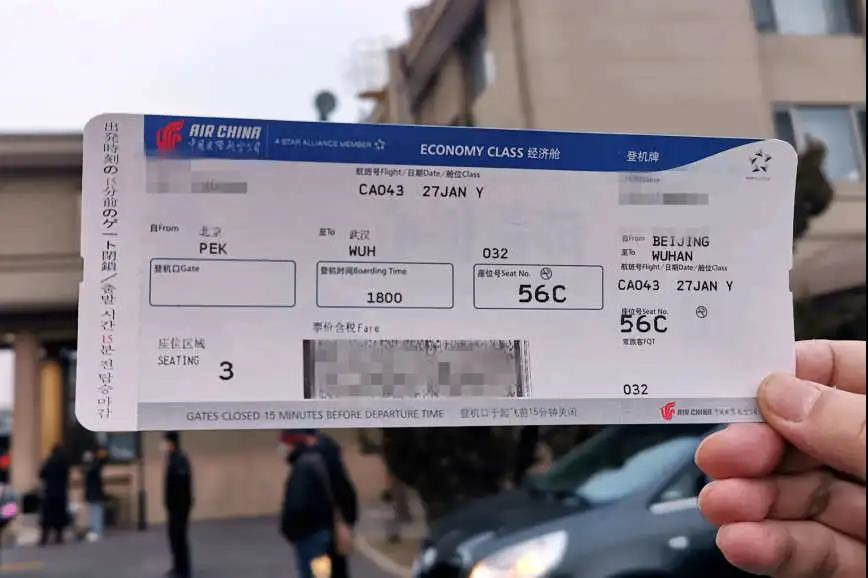 出発時刻の15分前のゲート閉鎖/출발 시간 15분 전 탑승 마감
AIR CHINA
中国国际航空公司
A STAR ALLIANCE MEMBER
ECONOMY CLASS 经济舱
登机牌
航班号Flight/日期Date/舱位Class
CA043 27JAN Y
自From 北京
PEK
至To 武汉
WUH
032
自From BEIJING
至To WUHAN
航班号Flight/日期Date/舱位Class
CA043 27JAN Y
登机口Gate
登机时间Boarding Time
1800
座位号Seat No.
56C
座位号Seat No.
56C
常旅客FQT
座位区域
SEATING 3
票价含税Fare
032
GATES CLOSED 15 MINUTES BEFORE DEPARTURE TIME 登机口于起飞前15分钟关闭
AIR CHINA